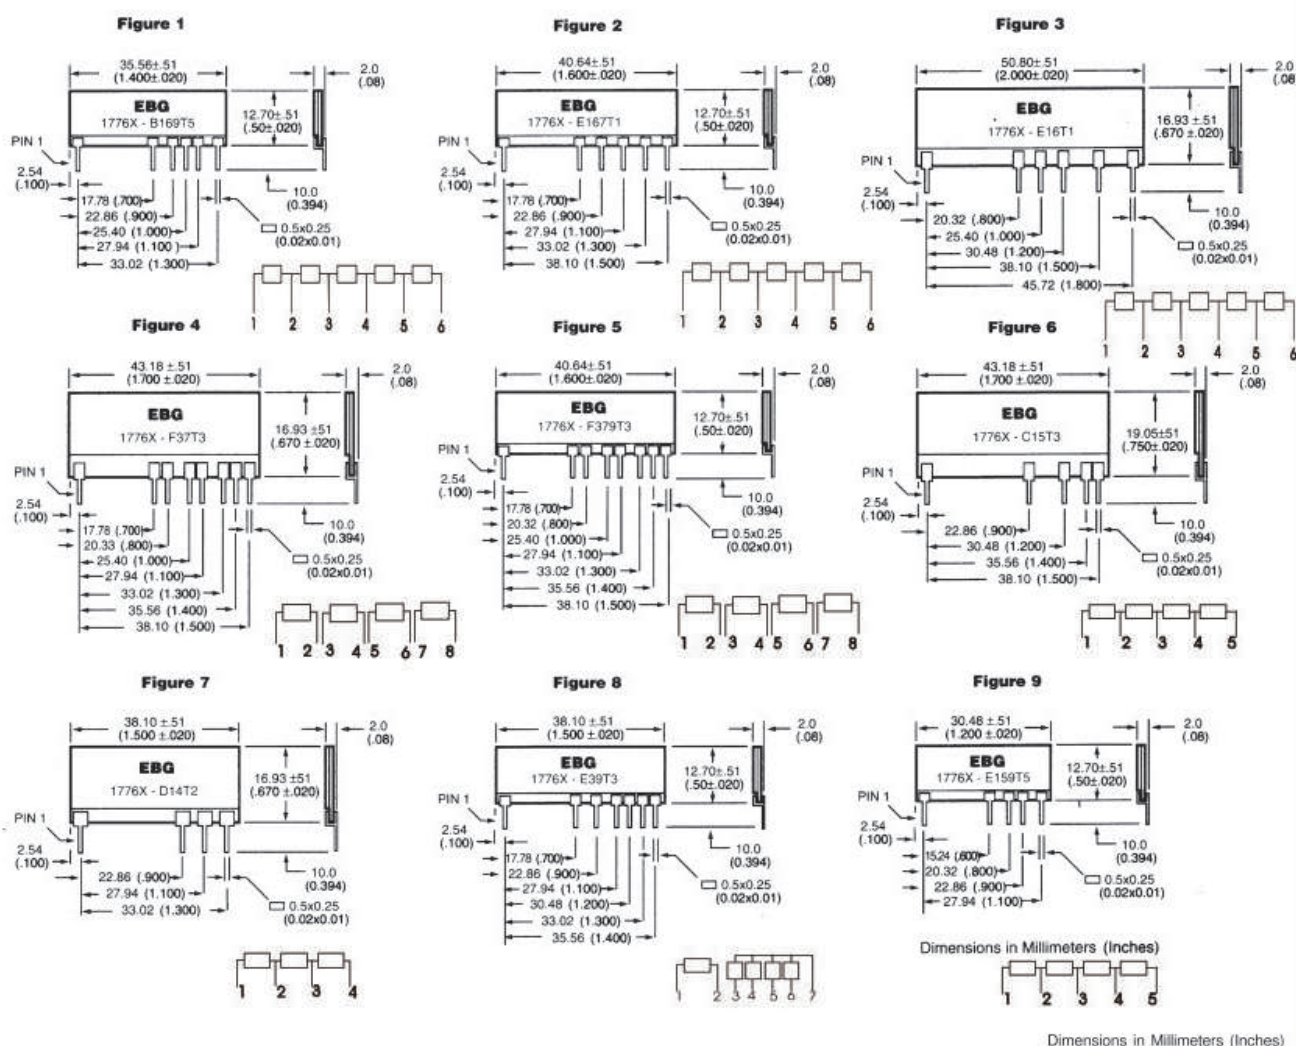 Figure 1
35.56±.51
(1.400±.020)
2.0
(.08)
EBG
1776X - B169T5
12.70±.51
(.50±.020)
PIN 1
2.54
(.100)
10.0
(0.394)
17.78 (.700)
22.86 (.900)
25.40 (1.000)
27.94 (1.100)
33.02 (1.300)
0.5x0.25
(0.02x0.01)
1 2 3 4 5 6
Figure 2
40.64±.51
(1.600±.020)
2.0
(.08)
EBG
1776X - E167T1
12.70±.51
(.50±.020)
PIN 1
2.54
(.100)
10.0
(0.394)
17.78 (.700)
22.86 (.900)
27.94 (1.100)
33.02 (1.300)
38.10 (1.500)
0.5x0.25
(0.02x0.01)
1 2 3 4 5 6
Figure 3
50.80±.51
(2.000±.020)
2.0
(.08)
EBG
1776X - E16T1
16.93 ±.51
(.670 ±.020)
PIN 1
2.54
(.100)
10.0
(0.394)
20.32 (.800)
25.40 (1.000)
30.48 (1.200)
38.10 (1.500)
45.72 (1.800)
0.5x0.25
(0.02x0.01)
1 2 3 4 5 6
Figure 4
43.18 ±.51
(1.700 ±.020)
2.0
(.08)
EBG
1776X - F37T3
16.93 ±51
(.670 ±.020)
PIN 1
2.54
(.100)
10.0
(0.394)
17.78 (.700)
20.33 (.800)
25.40 (1.000)
27.94 (1.100)
33.02 (1.300)
35.56 (1.400)
38.10 (1.500)
0.5x0.25
(0.02x0.01)
1 2 3 4 5 6 7 8
Figure 5
40.64±.51
(1.600±.020)
2.0
(.08)
EBG
1776X - F379T3
12.70±.51
(.50±.020)
PIN 1
2.54
(.100)
10.0
(0.394)
17.78 (.700)
20.32 (.800)
25.40 (1.000)
27.94 (1.100)
33.02 (1.300)
35.56 (1.400)
38.10 (1.500)
0.5x0.25
(0.02x0.01)
1 2 3 4 5 6 7 8
Figure 6
43.18 ±.51
(1.700 ±.020)
2.0
(.08)
EBG
1776X - C15T3
19.05±51
(.750±.020)
PIN 1
2.54
(.100)
10.0
(0.394)
22.86 (.900)
30.48 (1.200)
35.56 (1.400)
38.10 (1.500)
0.5x0.25
(0.02x0.01)
1 2 3 4 5
Figure 7
38.10 ±.51
(1.500 ±.020)
2.0
(.08)
EBG
1776X - D14T2
16.93 ±51
(.670 ±.020)
PIN 1
2.54
(.100)
10.0
(0.394)
22.86 (.900)
27.94 (1.100)
33.02 (1.300)
0.5x0.25
(0.02x0.01)
1 2 3 4
Figure 8
38.10 ±.51
(1.500 ±.020)
2.0
(.08)
EBG
1776X - E39T3
12.70±.51
(.50±.020)
PIN 1
2.54
(.100)
10.0
(0.394)
17.78 (.700)
22.86 (.900)
27.94 (1.100)
30.48 (1.200)
33.02 (1.300)
35.56 (1.400)
0.5x0.25
(0.02x0.01)
1 2 3 4 5 6 7
Figure 9
30.48 ±.51
(1.200 ±.020)
2.0
(.08)
EBG
1776X - E159T5
12.70±.51
(.50±.020)
PIN 1
2.54
(.100)
10.0
(0.394)
15.24 (.600)
20.32 (.800)
22.86 (.900)
27.94 (1.100)
0.5x0.25
(0.02x0.01)
Dimensions in Millimeters (Inches)
1 2 3 4 5
Dimensions in Millimeters (Inches)